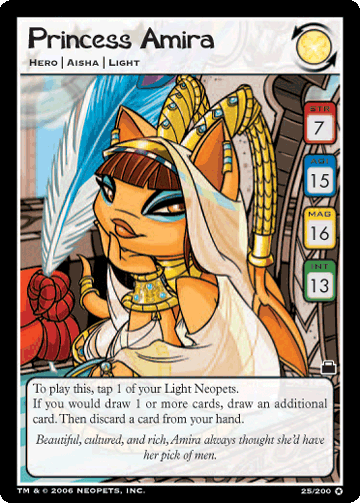 Princess Amira
Hero | Aisha | Light
STR
7
AGL
15
MAG
16
INT
13
To play this, tap 1 of your Light Neopets.
If you would draw 1 or more cards, draw an additional
card. Then discard a card from your hand.
Beautiful, cultured, and rich, Amira always thought she'd have
her pick of men.
TM & © 2006 NEOPETS, INC.
25/200